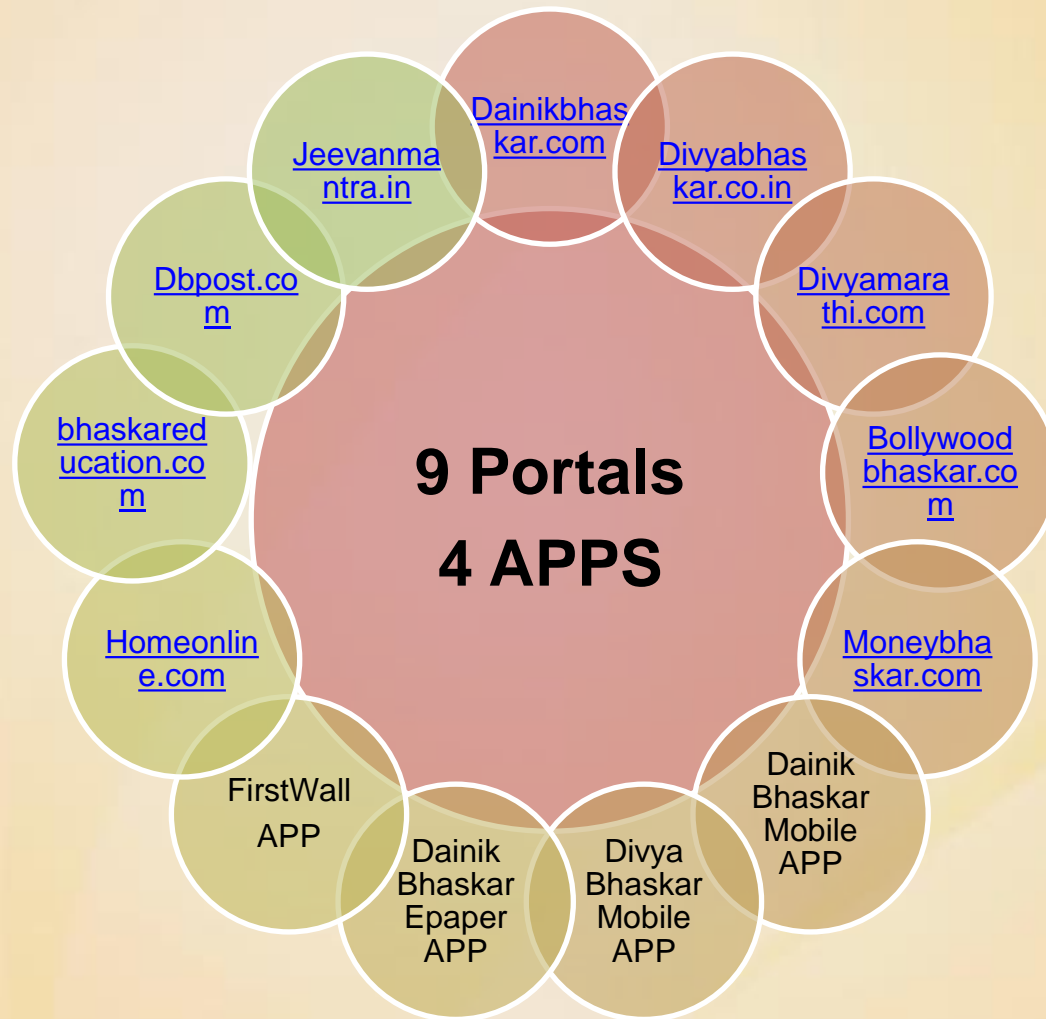 Dainikbhas
kar.com
Divyabhas
kar.co.in
Divyamara
thi.com
Bollywood
bhaskar.co
m
Moneybha
skar.com
Dainik
Bhaskar
Mobile
APP
Divya
Bhaskar
Mobile
APP
Dainik
Bhaskar
Epaper
APP
FirstWall
APP
Homeonlin
e.com
bhaskared
ucation.co
m
Dbpost.co
m
Jeevanma
ntra.in
9 Portals
4 APPS